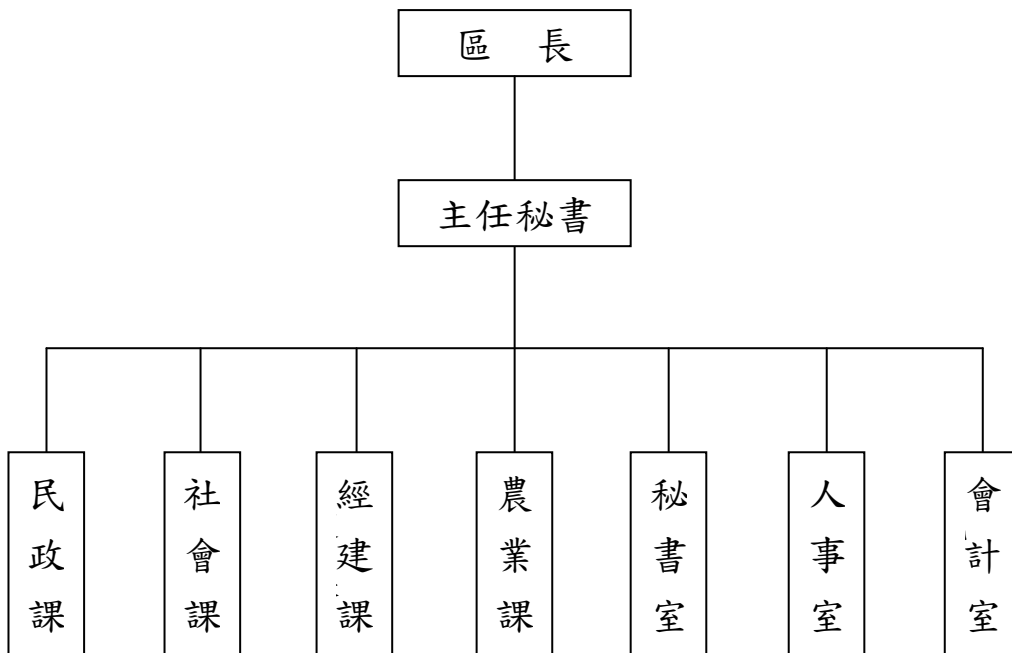 區 長
主任秘書
民政課
社會課
經建課
農業課
秘書室
人事室
會計室